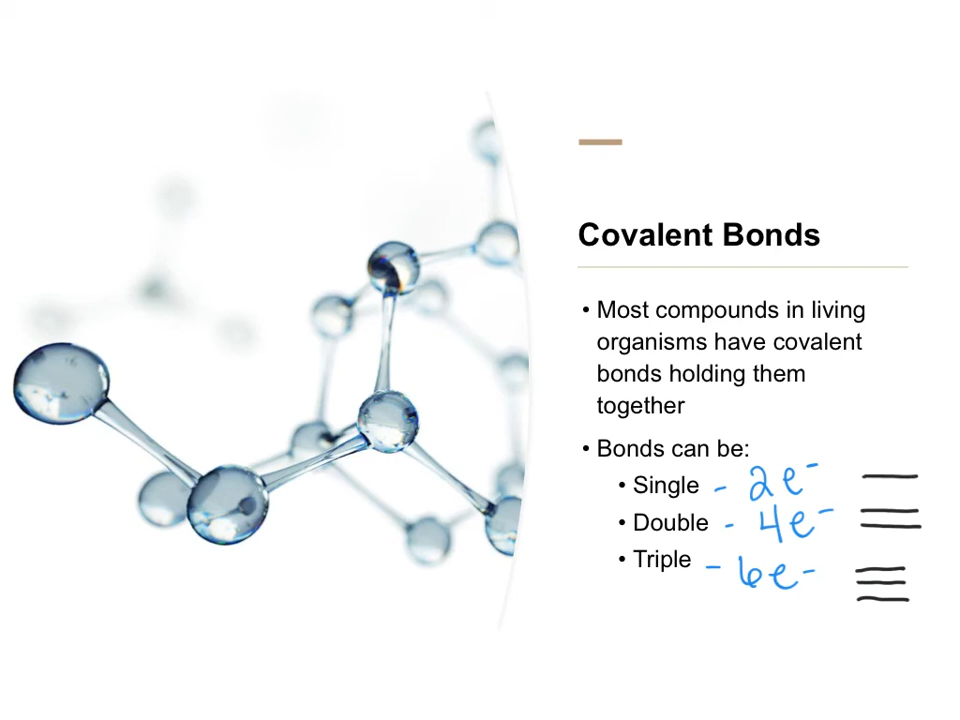 Covalent Bonds
• Most compounds in living
organisms have covalent
bonds holding them
together
• Bonds can be:
• Single - 2e⁻
• Double - 4e⁻
• Triple - 6e⁻